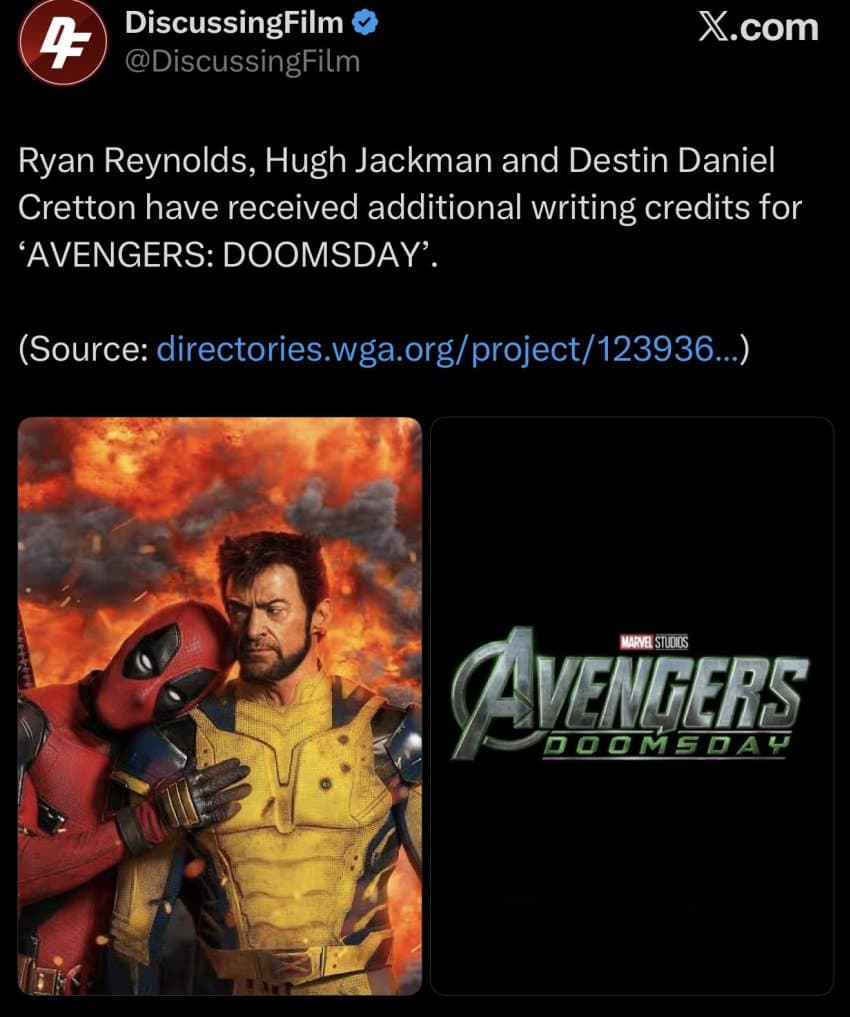 DF
DiscussingFilm
X.com
@DiscussingFilm
Ryan Reynolds, Hugh Jackman and Destin Daniel
Cretton have received additional writing credits for
‘AVENGERS: DOOMSDAY’.
(Source: directories.wga.org/project/123936...)
MARVEL STUDIOS
AVENGERS
DOOMSDAY